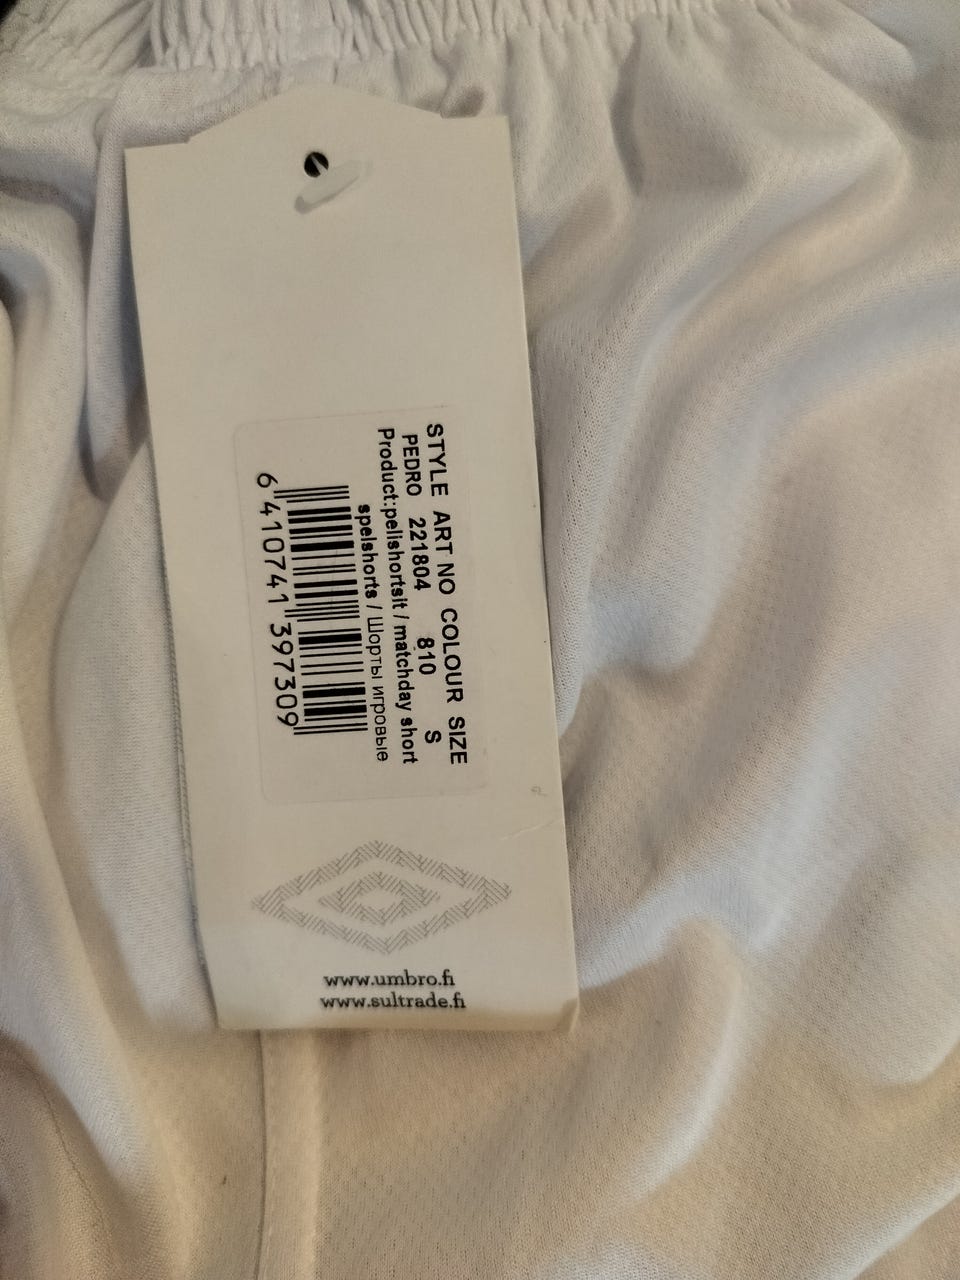 STYLE ART NO COLOUR SIZE
PEDRO 221804 810 S
Product:pelishortsit / matchday short
spelshorts / Шорты игровые
6 410741 397309
www.umbro.fi
www.sultrade.fi